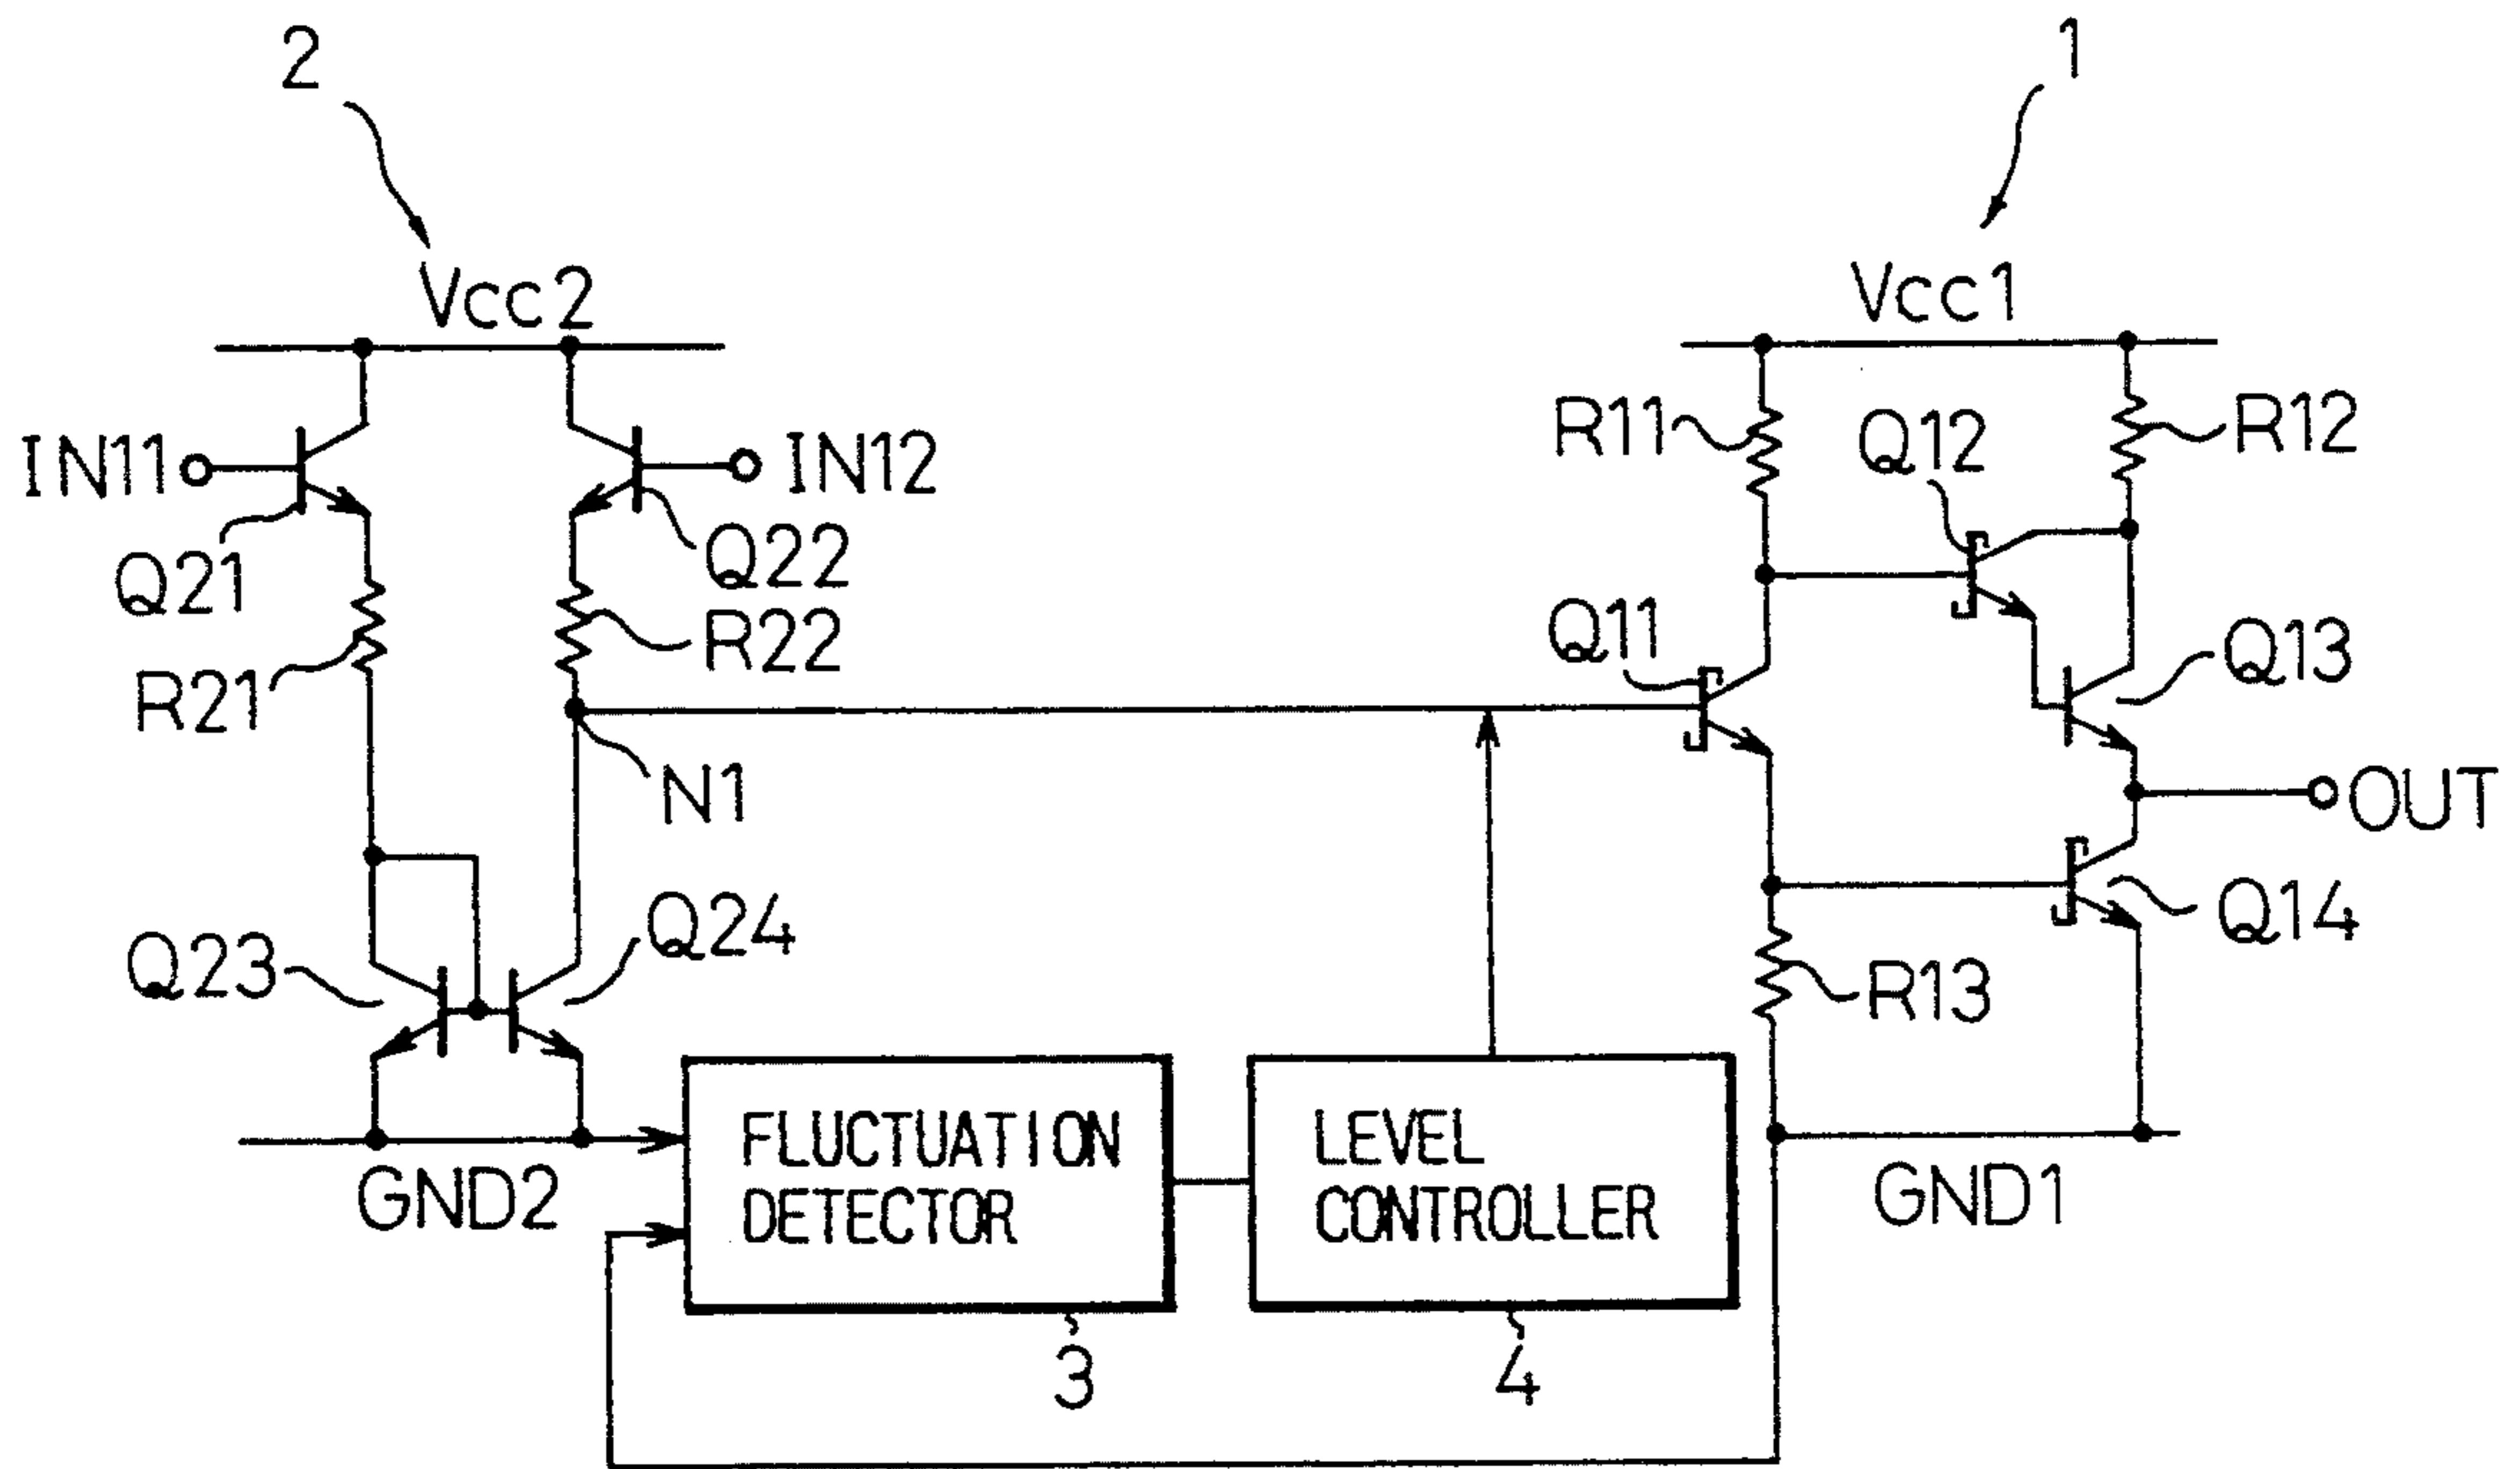 2
1
Vcc2
Vcc1
IN11
IN12
R11
Q12
R12
Q21
Q22
R21
R22
Q11
Q13
N1
OUT
Q23
Q24
Q14
R13
FLUCTUATION
DETECTOR
LEVEL
CONTROLLER
GND2
GND1
3
4